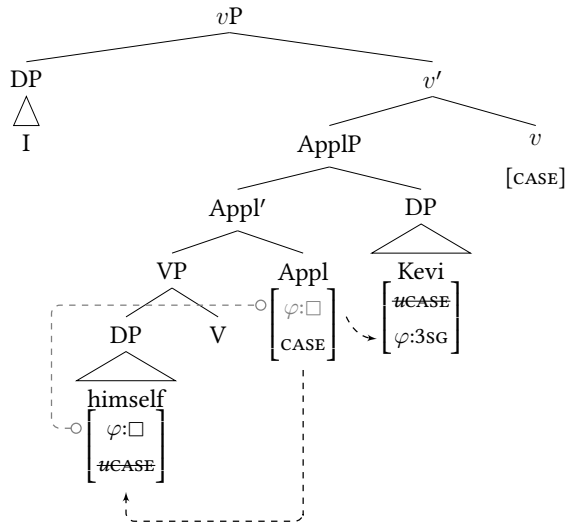 vP
DP v′
I ApplP v
[CASE]
Appl′ DP
VP Appl Kevi
φ:□ uCASE
DP V CASE φ:3SG
himself
φ:□
uCASE